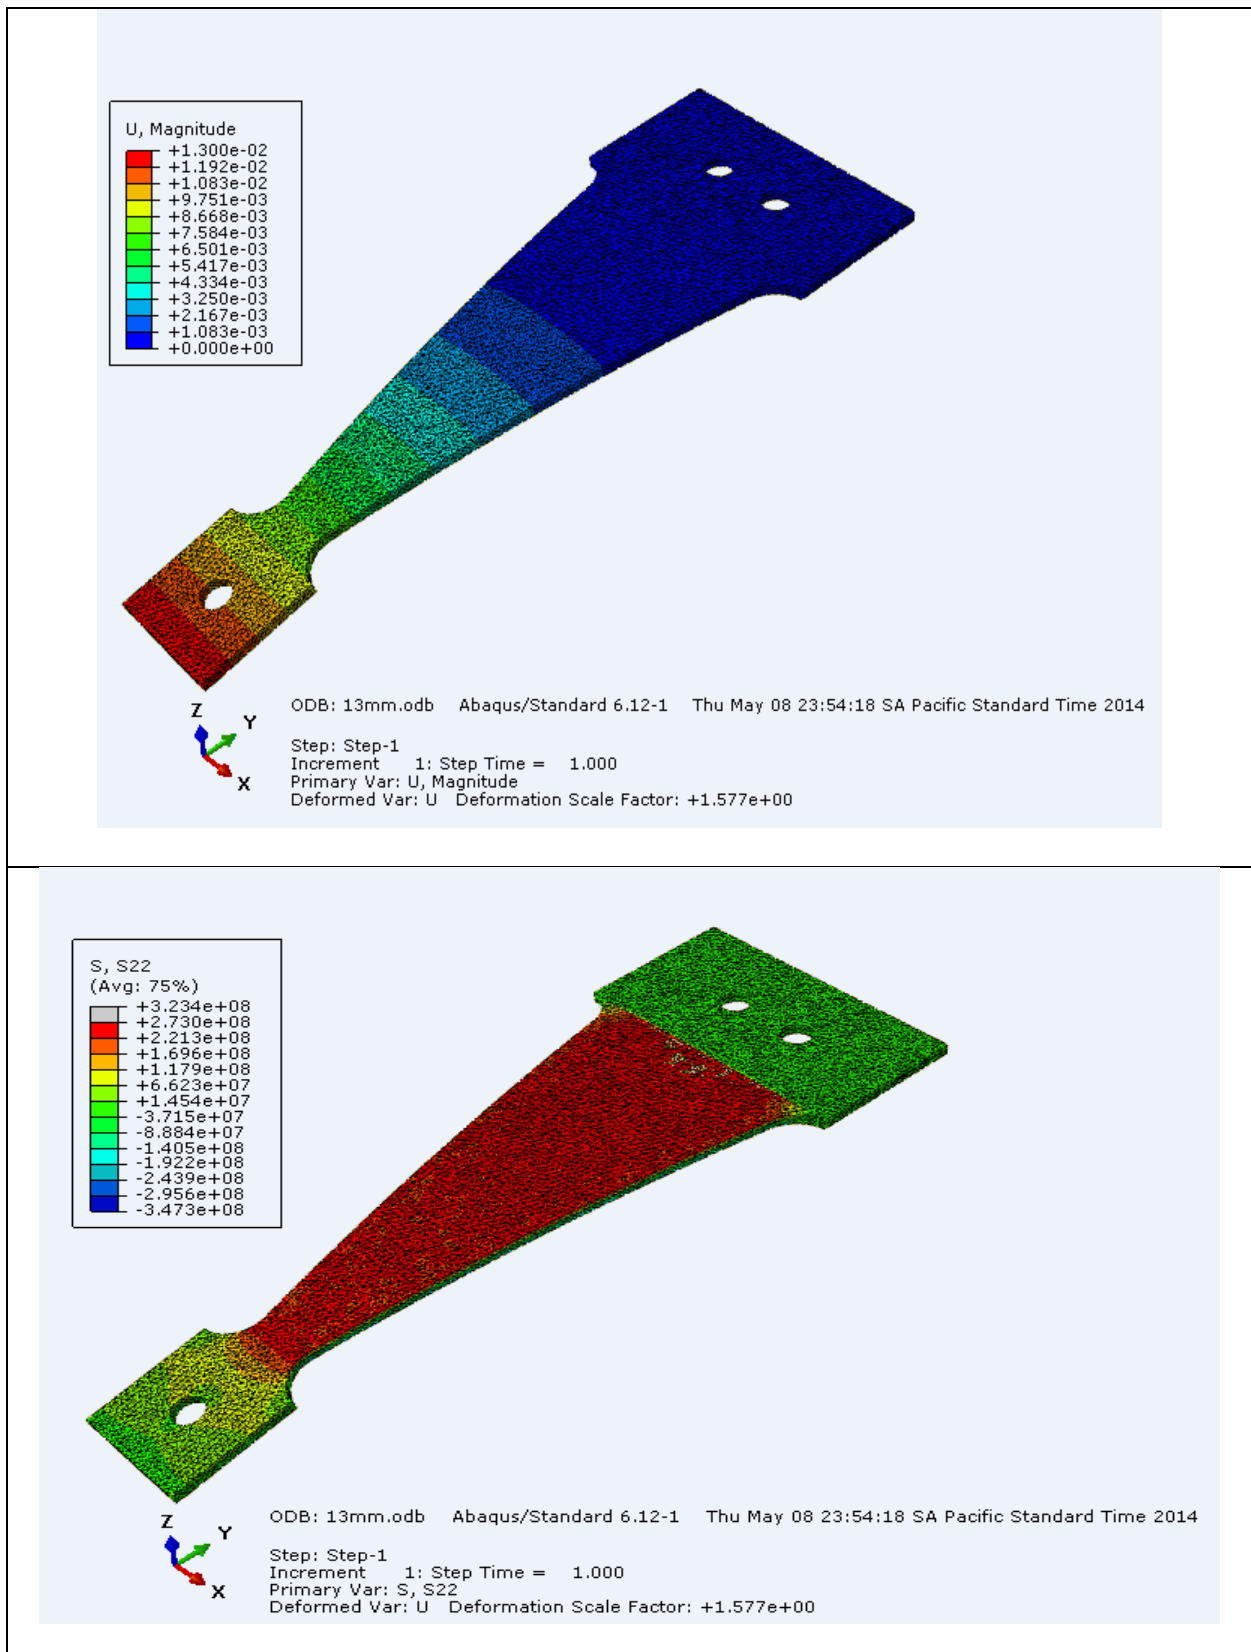 U, Magnitude
+1.300e-02
+1.192e-02
+1.083e-02
+9.751e-03
+8.668e-03
+7.584e-03
+6.501e-03
+5.417e-03
+4.334e-03
+3.250e-03
+2.167e-03
+1.083e-03
+0.000e+00
Z
Y
X
ODB: 13mm.odb Abaqus/Standard 6.12-1 Thu May 08 23:54:18 SA Pacific Standard Time 2014
Step: Step-1
Increment 1: Step Time = 1.000
Primary Var: U, Magnitude
Deformed Var: U Deformation Scale Factor: +1.577e+00
S, S22
(Avg: 75%)
+3.234e+08
+2.730e+08
+2.213e+08
+1.696e+08
+1.179e+08
+6.623e+07
+1.454e+07
-3.715e+07
-8.884e+07
-1.405e+08
-1.922e+08
-2.439e+08
-2.956e+08
-3.473e+08
Z
Y
X
ODB: 13mm.odb Abaqus/Standard 6.12-1 Thu May 08 23:54:18 SA Pacific Standard Time 2014
Step: Step-1
Increment 1: Step Time = 1.000
Primary Var: S, S22
Deformed Var: U Deformation Scale Factor: +1.577e+00